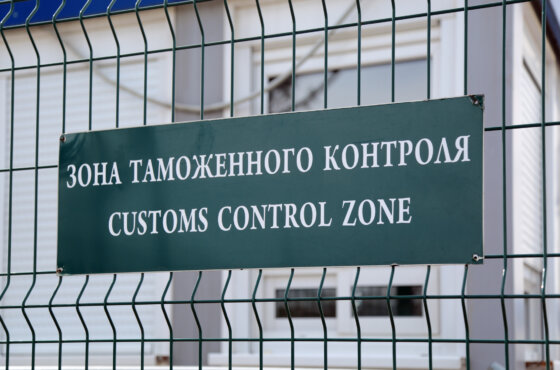 ЗОНА ТАМОЖЕННОГО КОНТРОЛЯ
CUSTOMS CONTROL ZONE